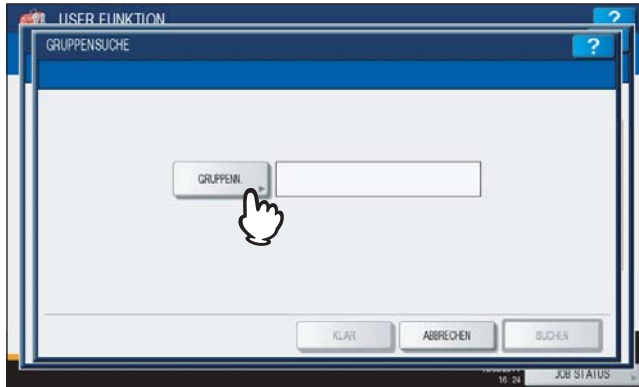 USER FUNKTION
?
GRUPPENSUCHE
?
GRUPPENN.
KLAR
ABBRECHEN
SUCHEN
16:24
JOB STATUS